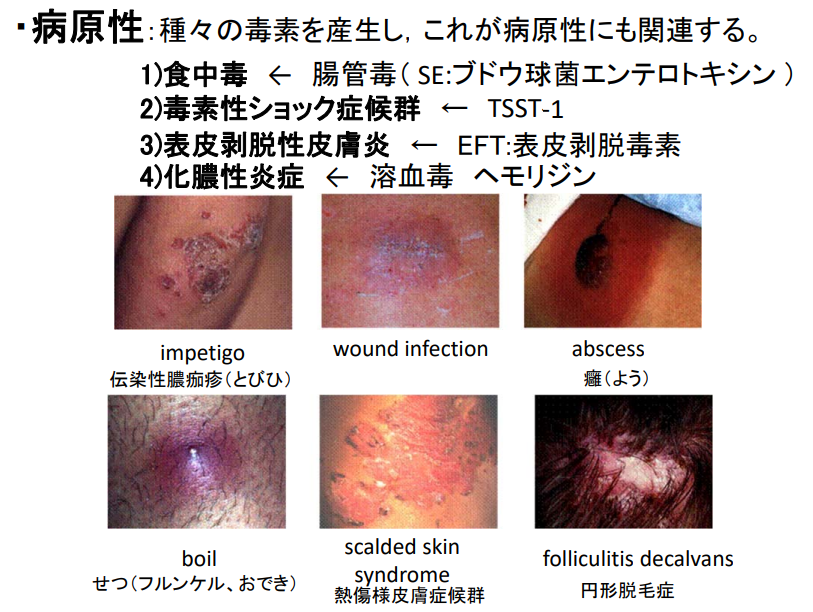 ・病原性：種々の毒素を産生し，これが病原性にも関連する。
1)食中毒 ← 腸管毒（ SE:ブドウ球菌エンテロトキシン ）
2)毒素性ショック症候群 ← TSST-1
3)表皮剥脱性皮膚炎 ← EFT:表皮剥脱毒素
4)化膿性炎症 ← 溶血毒 ヘモリジン
impetigo
伝染性膿痂疹（とびひ）
wound infection
abscess
癰（よう）
boil
せつ（フルンケル、おでき）
scalded skin
syndrome
熱傷様皮膚症候群
folliculitis decalvans
円形脱毛症